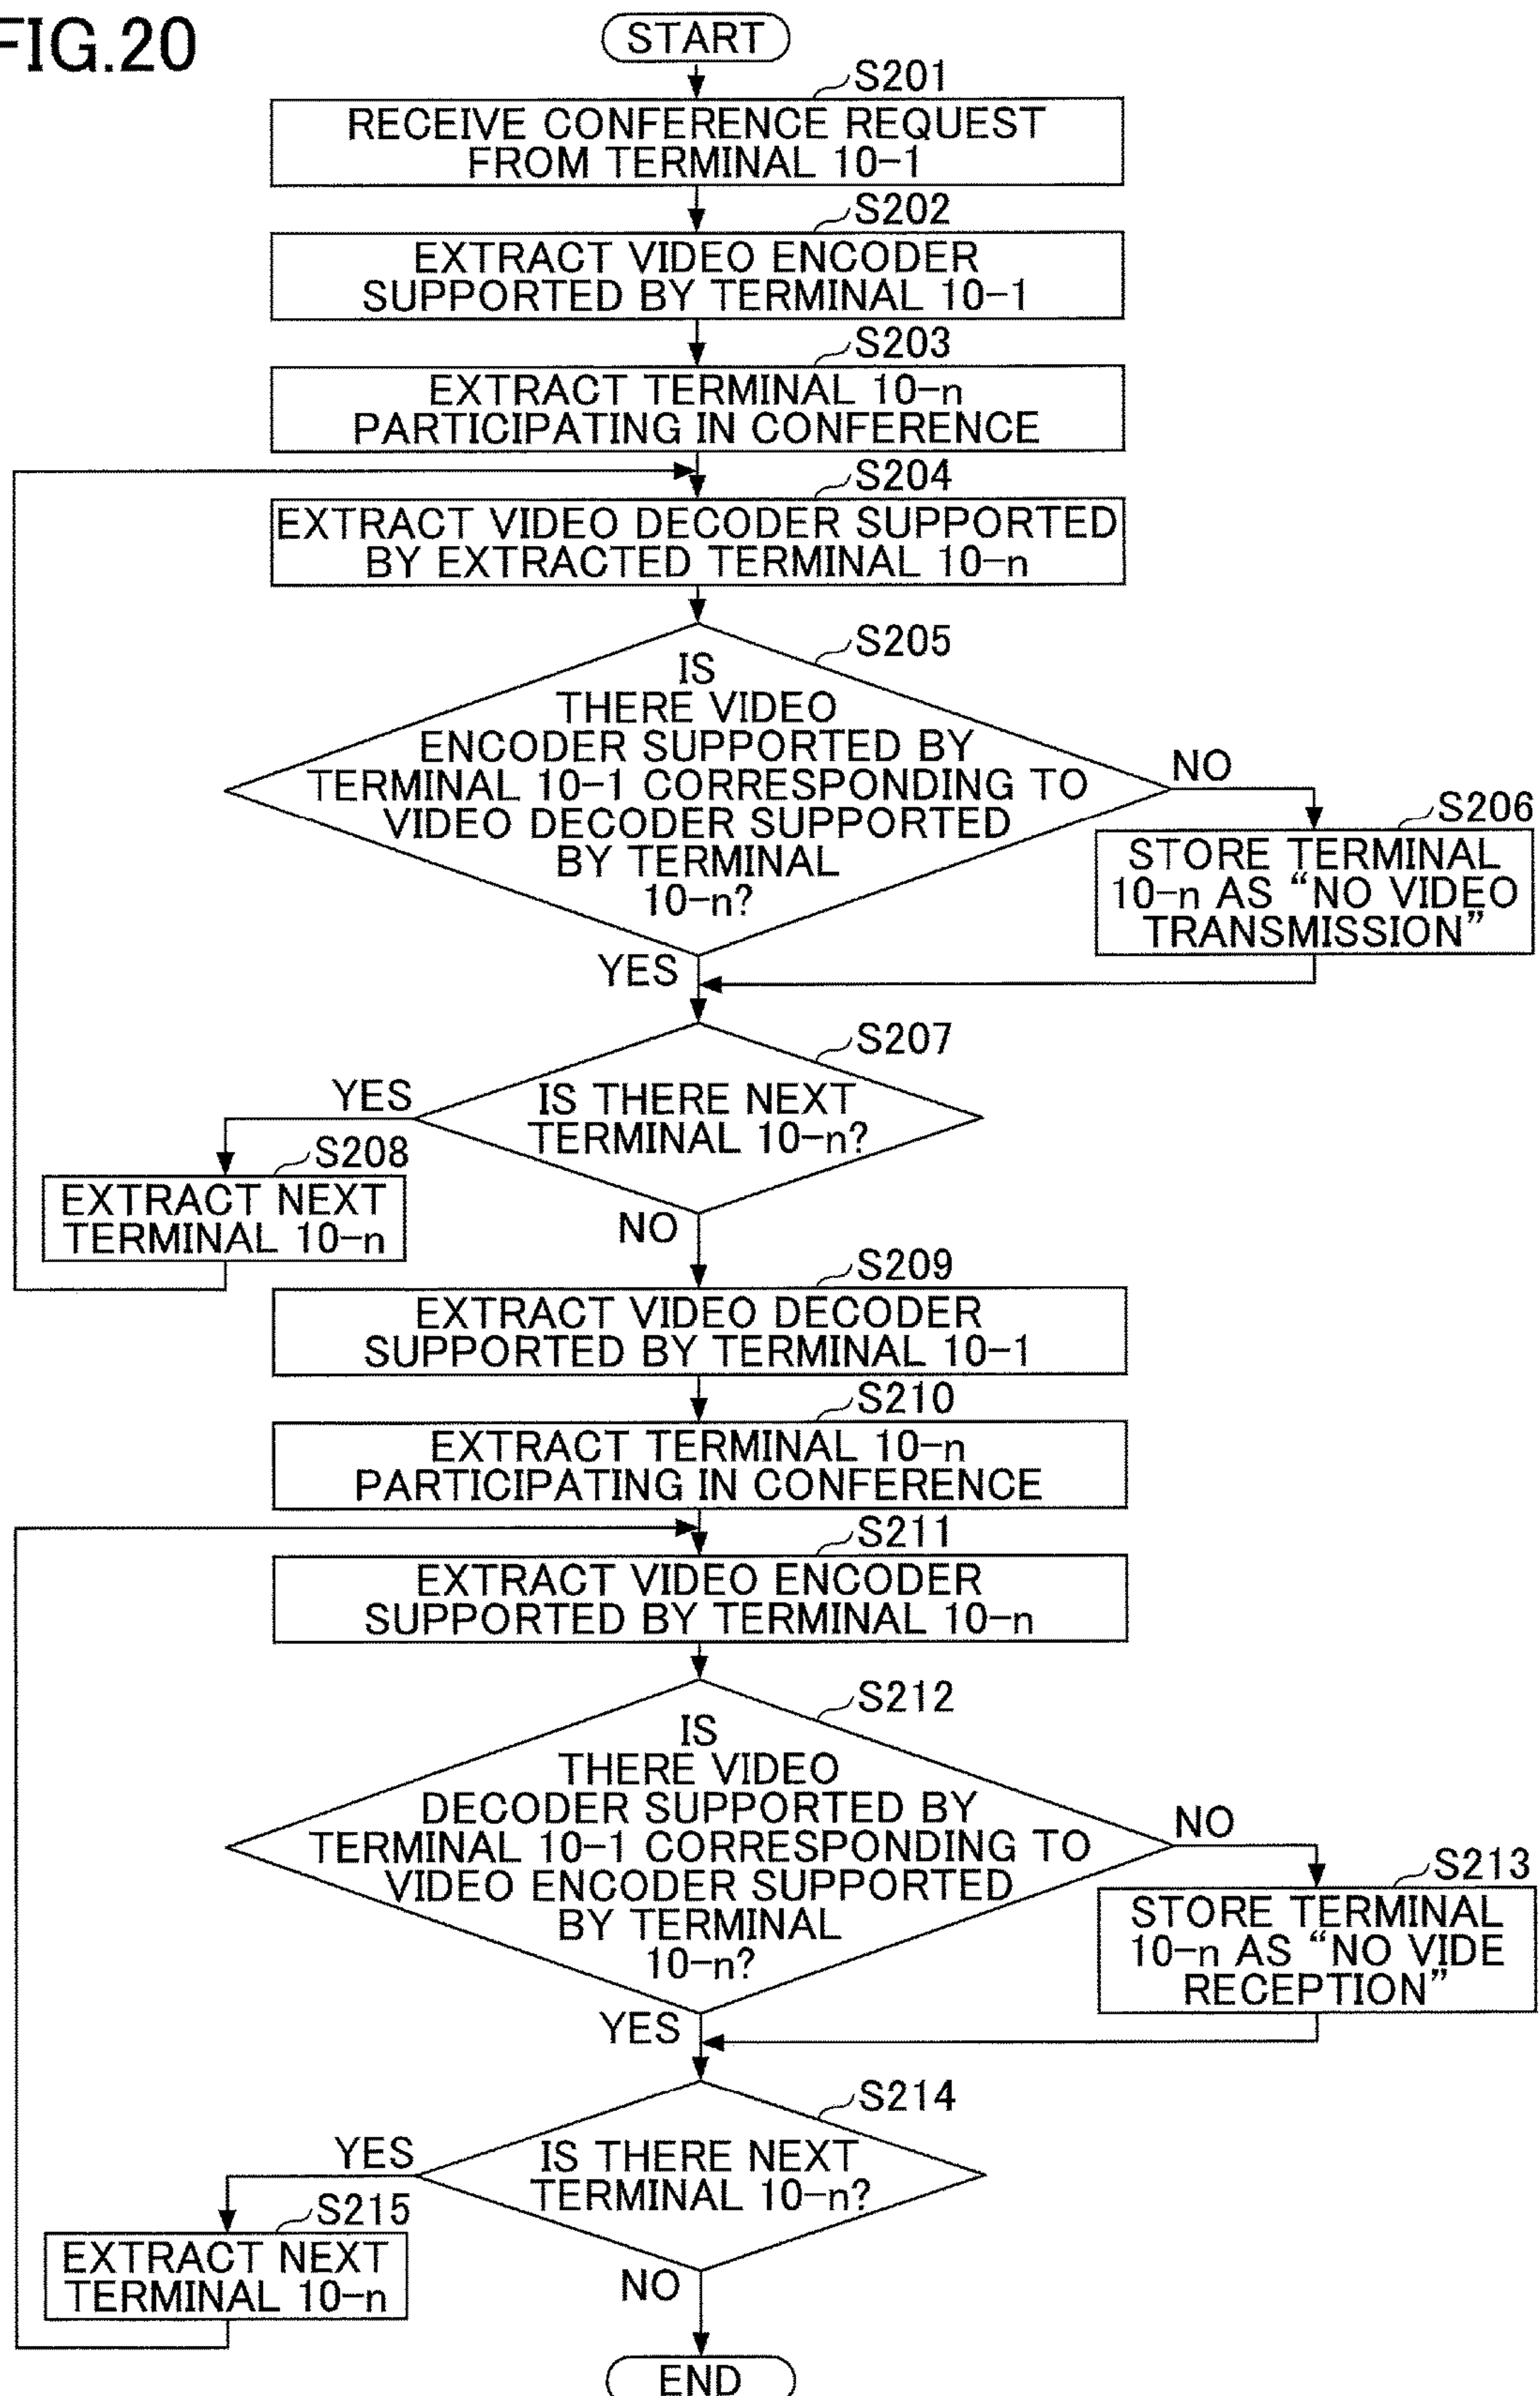 FIG.20
START
S201
RECEIVE CONFERENCE REQUEST
FROM TERMINAL 10-1
S202
EXTRACT VIDEO ENCODER
SUPPORTED BY TERMINAL 10-1
S203
EXTRACT TERMINAL 10-n
PARTICIPATING IN CONFERENCE
S204
EXTRACT VIDEO DECODER SUPPORTED
BY EXTRACTED TERMINAL 10-n
S205
IS
THERE VIDEO
ENCODER SUPPORTED BY
TERMINAL 10-1 CORRESPONDING TO
VIDEO DECODER SUPPORTED
BY TERMINAL
10-n?
NO
S206
STORE TERMINAL
10-n AS “NO VIDEO
TRANSMISSION”
YES
S207
IS THERE NEXT
TERMINAL 10-n?
YES
S208
EXTRACT NEXT
TERMINAL 10-n
NO
S209
EXTRACT VIDEO DECODER
SUPPORTED BY TERMINAL 10-1
S210
EXTRACT TERMINAL 10-n
PARTICIPATING IN CONFERENCE
S211
EXTRACT VIDEO ENCODER
SUPPORTED BY TERMINAL 10-n
S212
IS
THERE VIDEO
DECODER SUPPORTED BY
TERMINAL 10-1 CORRESPONDING TO
VIDEO ENCODER SUPPORTED
BY TERMINAL
10-n?
NO
S213
STORE TERMINAL
10-n AS “NO VIDE
RECEPTION”
YES
S214
IS THERE NEXT
TERMINAL 10-n?
YES
S215
EXTRACT NEXT
TERMINAL 10-n
NO
END